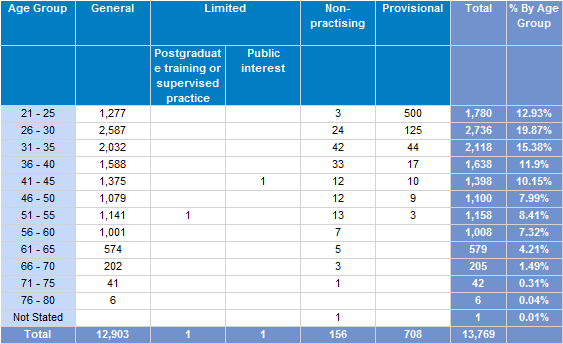 Age Group General Limited Non-practising Provisional Total % By Age Group
Postgraduate training or supervised practice Public interest
21 - 25 1,277 3 500 1,780 12.93%
26 - 30 2,587 24 125 2,736 19.87%
31 - 35 2,032 42 44 2,118 15.38%
36 - 40 1,588 33 17 1,638 11.9%
41 - 45 1,375 1 12 10 1,398 10.15%
46 - 50 1,079 12 9 1,100 7.99%
51 - 55 1,141 1 13 3 1,158 8.41%
56 - 60 1,001 7 1,008 7.32%
61 - 65 574 5 579 4.21%
66 - 70 202 3 205 1.49%
71 - 75 41 1 42 0.31%
76 - 80 6 6 0.04%
Not Stated 1 1 0.01%
Total 12,903 1 1 156 708 13,769